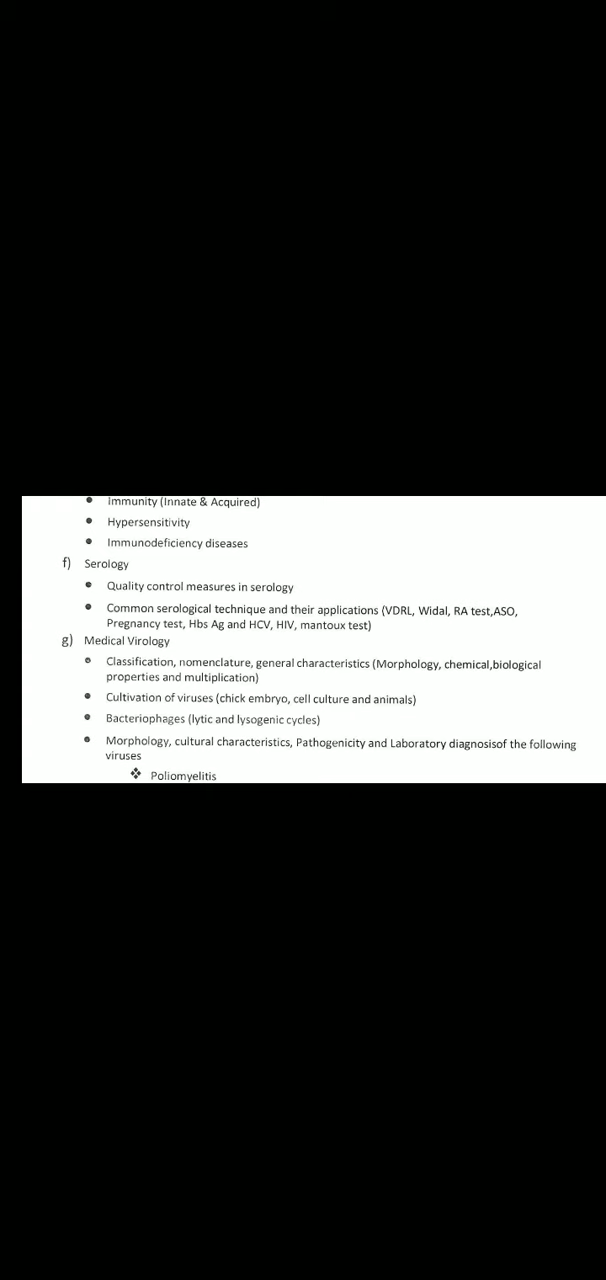 • Immunity (Innate & Acquired)
• Hypersensitivity
• Immunodeficiency diseases
f) Serology
• Quality control measures in serology
• Common serological technique and their applications (VDRL, Widal, RA test,ASO,
Pregnancy test, Hbs Ag and HCV, HIV, mantoux test)
g) Medical Virology
• Classification, nomenclature, general characteristics (Morphology, chemical,biological
properties and multiplication)
• Cultivation of viruses (chick embryo, cell culture and animals)
• Bacteriophages (lytic and lysogenic cycles)
• Morphology, cultural characteristics, Pathogenicity and Laboratory diagnosisof the following
viruses
❖ Poliomyelitis